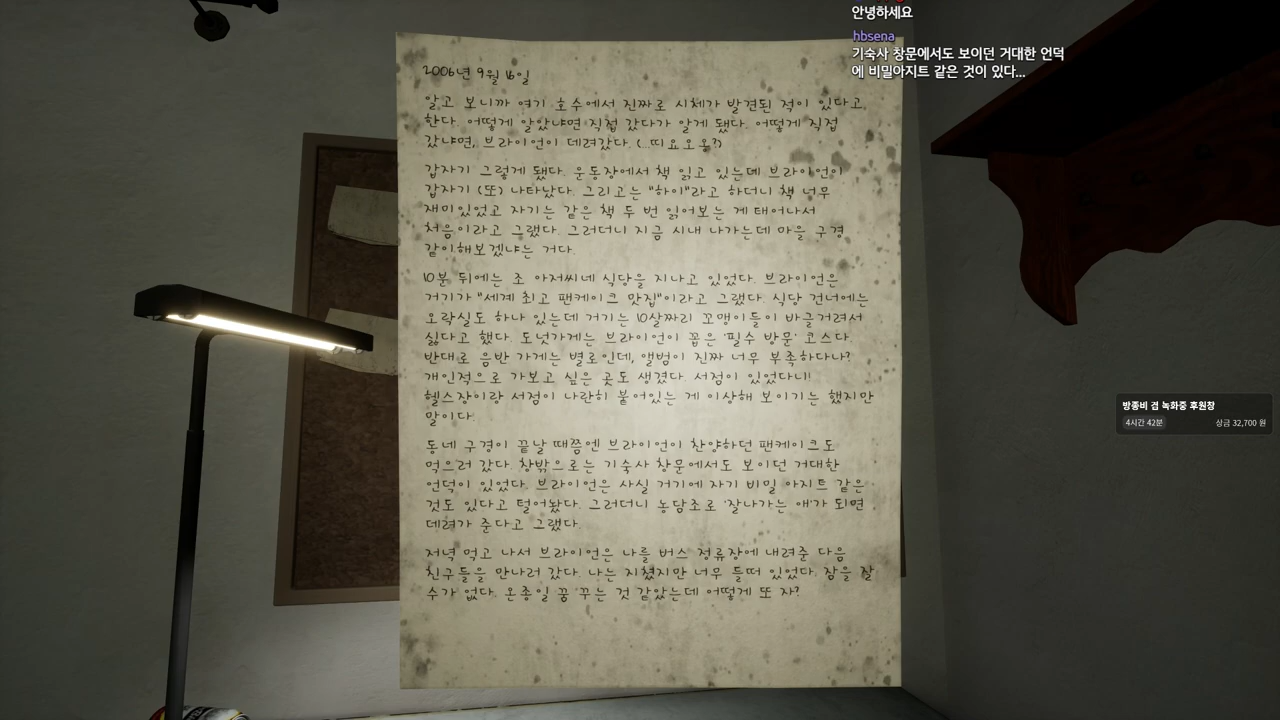 안녕하세요
hbsena
기숙사 창문에서도 보이던 거대한 언덕
에 비밀아지트 같은 것이 있다...
2006년 9월 16일
알고 보니까 여기 호수에서 진짜로 시체가 발견된 적이 있다고
한다. 어떻게 알았냐면 직접 갔다가 알게 됐다. 어떻게 직접
갔냐면, 브라이언이 데려갔다. (...띠요오옹?)
갑자기 그렇게 됐다. 운동장에서 책 읽고 있는데 브라이언이
갑자기 (또) 나타났다. 그리고는 "하이"라고 하더니 책 너무
재미있었고 자기는 같은 책 두 번 읽어보는 게 태어나서
처음이라고 그랬다. 그러더니 지금 시내 나가는데 마을 구경
같이해보겠냐는 거다.
10분 뒤에는 조 아저씨네 식당을 지나고 있었다. 브라이언은
거기가 "세계 최고 팬케이크 맛집"이라고 그랬다. 식당 건너에는
오락실도 하나 있는데 거기는 10살짜리 꼬맹이들이 바글거려서
싫다고 했다. 도넛가게는 브라이언이 꼽은 '필수 방문' 코스다.
반대로 음반 가게는 별로인데, 앨범이 진짜 너무 부족하다나?
개인적으로 가보고 싶은 곳도 생겼다. 서점이 있었다니!
헬스장이랑 서점이 나란히 붙어있는 게 이상해 보이기는 했지만
말이다.
동네 구경이 끝날 때쯤엔 브라이언이 찬양하던 팬케이크도
먹으러 갔다. 창밖으로는 기숙사 창문에서도 보이던 거대한
언덕이 있었다. 브라이언은 사실 거기에 자기 비밀 아지트 같은
것도 있다고 털어놨다. 그러더니 농담조로 '잘나가는 애'가 되면
데려가 준다고 그랬다.
저녁 먹고 나서 브라이언은 나를 버스 정류장에 내려준 다음
친구들을 만나러 갔다. 나는 지쳤지만 너무 들떠 있었다. 잠을 잘
수가 없다. 온종일 꿈 꾸는 것 같았는데 어떻게 또 자?
방종비 겸 녹화중 후원창
4시간 42분
상금 32,700 원